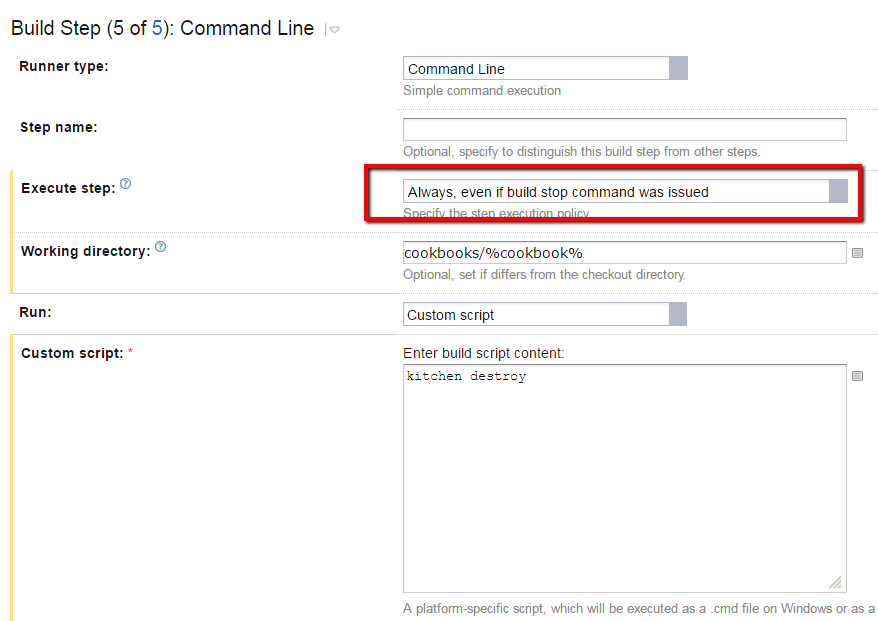 Build Step (5 of 5): Command Line
Runner type:
Command Line
Simple command execution
Step name:
Optional, specify to distinguish this build step from other steps.
Execute step:
Always, even if build stop command was issued
Specify the step execution policy
Working directory:
cookbooks/%cookbook%
Optional, set if differs from the checkout directory.
Run:
Custom script
Custom script: *
Enter build script content:
kitchen destroy
A platform-specific script, which will be executed as a .cmd file on Windows or as a